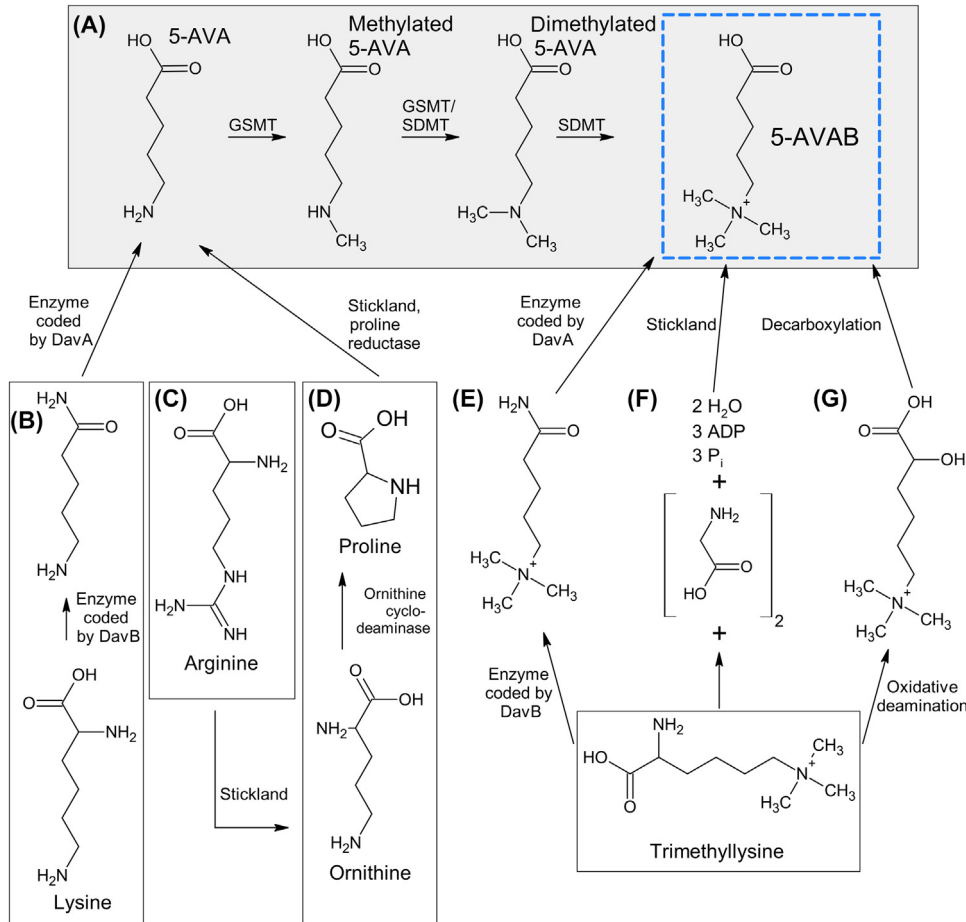 (A)
5-AVA
Methylated
5-AVA
Dimethylated
5-AVA
HO
O
HO
O
HO
O
HO
O
GSMT
GSMT/
SDMT
SDMT
5-AVAB
H2N
HN
CH3
H3C
N
CH3
H3C
N+
H3C
CH3
Enzyme
coded
by DavA
Stickland,
proline
reductase
Enzyme
coded by
DavA
Stickland
Decarboxylation
(B)
H2N
O
H2N
Enzyme
coded
by DavB
OH
O
NH2
H2N
Lysine
(C)
OH
O
NH2
NH
H2N
NH
Arginine
Stickland
(D)
OH
O
NH
Proline
Ornithine
cyclo-
deaminase
O
OH
NH2
H2N
Ornithine
(E)
H2N
O
H3C
N+
H3C
CH3
Enzyme
coded by
DavB
(F)
2 H2O
3 ADP
3 Pi
+
NH2
O
HO
2
+
(G)
OH
O
OH
H3C
N+
H3C
CH3
Oxidative
deamination
NH2
HO
O
CH3
N+
H3C
CH3
Trimethyllysine